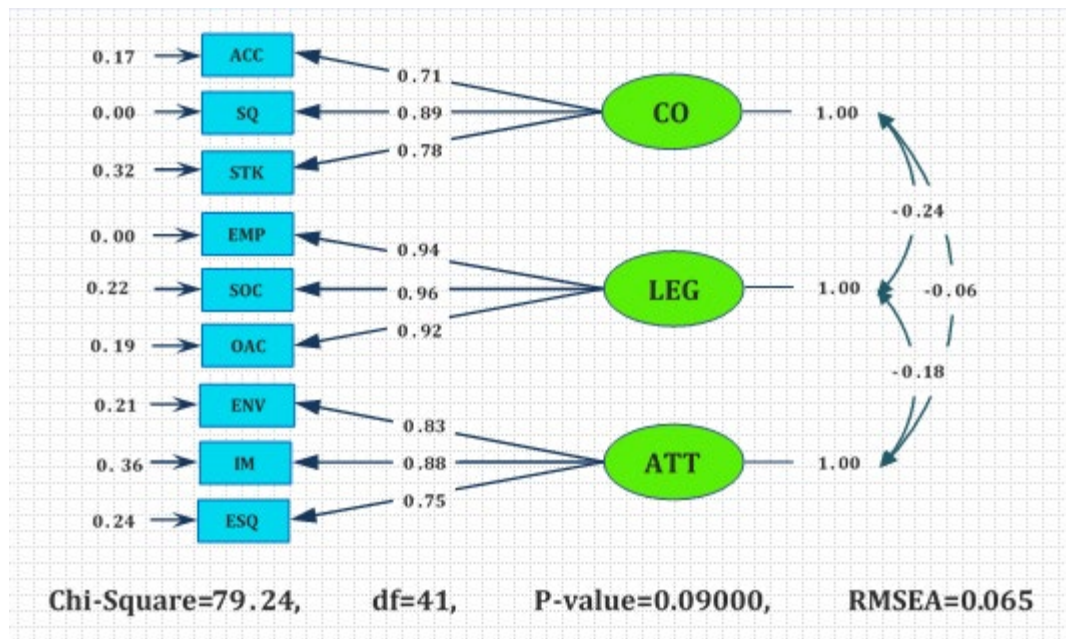 0.17 ACC
0.71
0.00 SQ 0.89 CO 1.00
0.78
0.32 STK
-0.24
0.00 EMP
0.94
0.22 SOC 0.96 LEG 1.00 -0.06
0.92
0.19 OAC
-0.18
0.21 ENV
0.83
0.36 IM 0.88 ATT 1.00
0.75
0.24 ESQ
Chi-Square=79.24, df=41, P-value=0.09000, RMSEA=0.065